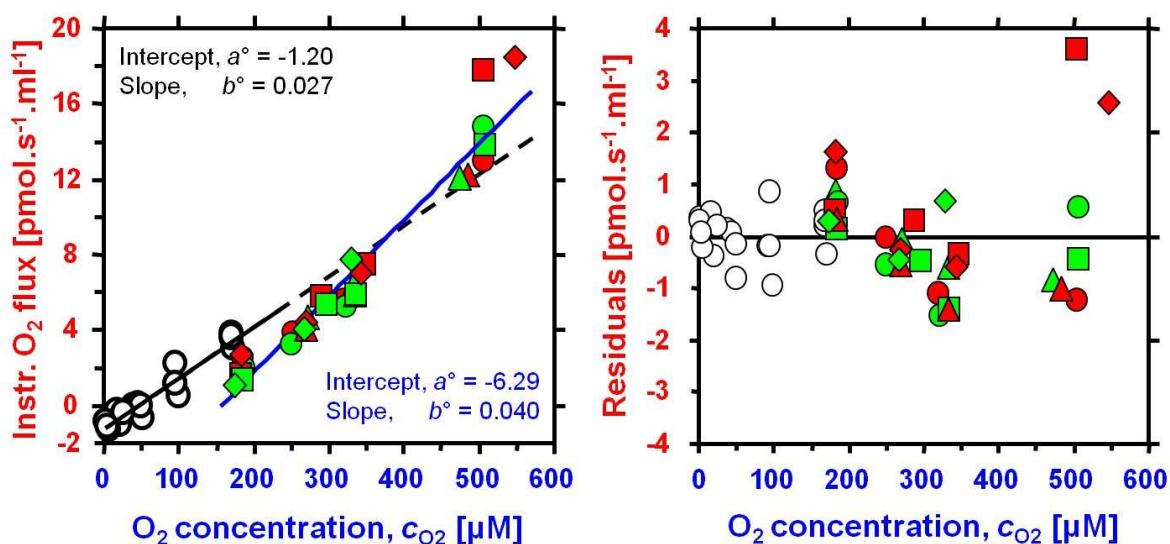 Instr. O₂ flux [pmol.s⁻¹.ml⁻¹]
20
16
12
8
4
0
-2
Intercept, a° = -1.20
Slope, b° = 0.027
Intercept, a° = -6.29
Slope, b° = 0.040
0 100 200 300 400 500 600
O₂ concentration, cO₂ [µM]
Residuals [pmol.s⁻¹.ml⁻¹]
4
3
2
1
0
-1
-2
-3
-4
0 100 200 300 400 500 600
O₂ concentration, cO₂ [µM]